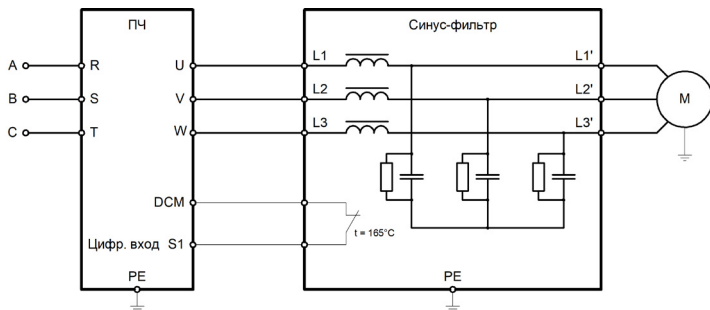 ПЧ
Синус-фильтр
A
R
U
L1
L1'
B
S
V
L2
L2'
M
C
T
W
L3
L3'
DCM
t = 165°C
Цифр. вход S1
PE
PE